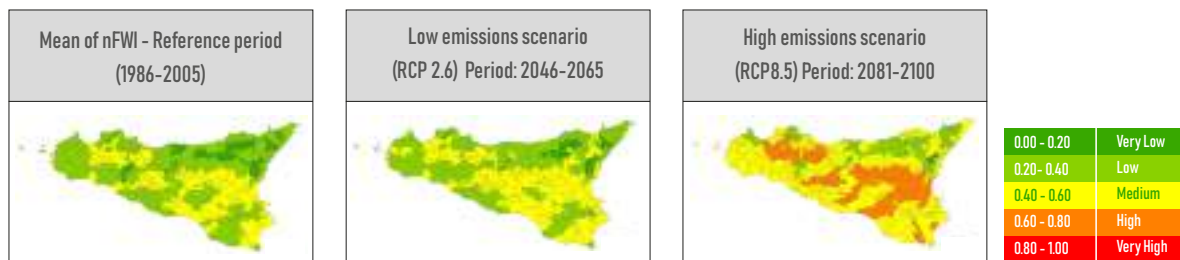 Mean of nFWI - Reference period
(1986-2005)
Low emissions scenario
(RCP 2.6) Period: 2046-2065
High emissions scenario
(RCP8.5) Period: 2081-2100
0.00 - 0.20 Very Low
0.20- 0.40 Low
0.40 - 0.60 Medium
0.60 - 0.80 High
0.80 - 1.00 Very High